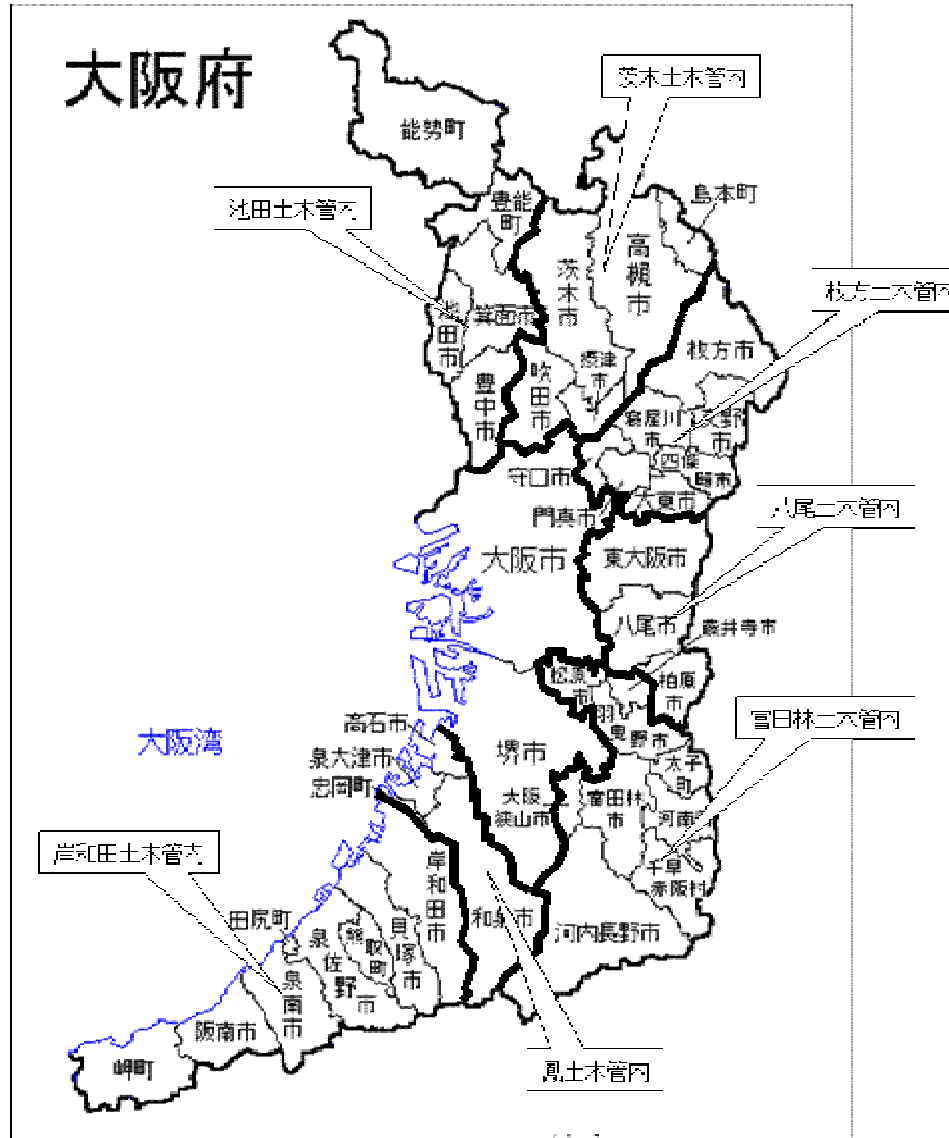 大阪府
茨木土木管内
能勢町
池田土木管内
豊能町
島本町
高槻市
茨木市
枚方土木管内
池田市
箕面市
摂津市
枚方市
吹田市
豊中市
寝屋川市
交野市
守口市
四條畷市
大東市
門真市
八尾土木管内
大阪市
東大阪市
八尾市
藤井寺市
松原市
柏原市
富田林土木管内
高石市
羽曳野市
大阪湾
堺市
泉大津市
太子町
忠岡町
大阪狭山市
富田林市
河南町
岸和田土木管内
岸和田市
千早赤阪村
和泉市
河内長野市
田尻町
貝塚市
熊取町
泉佐野市
泉南市
阪南市
岬町
鳳土木管内